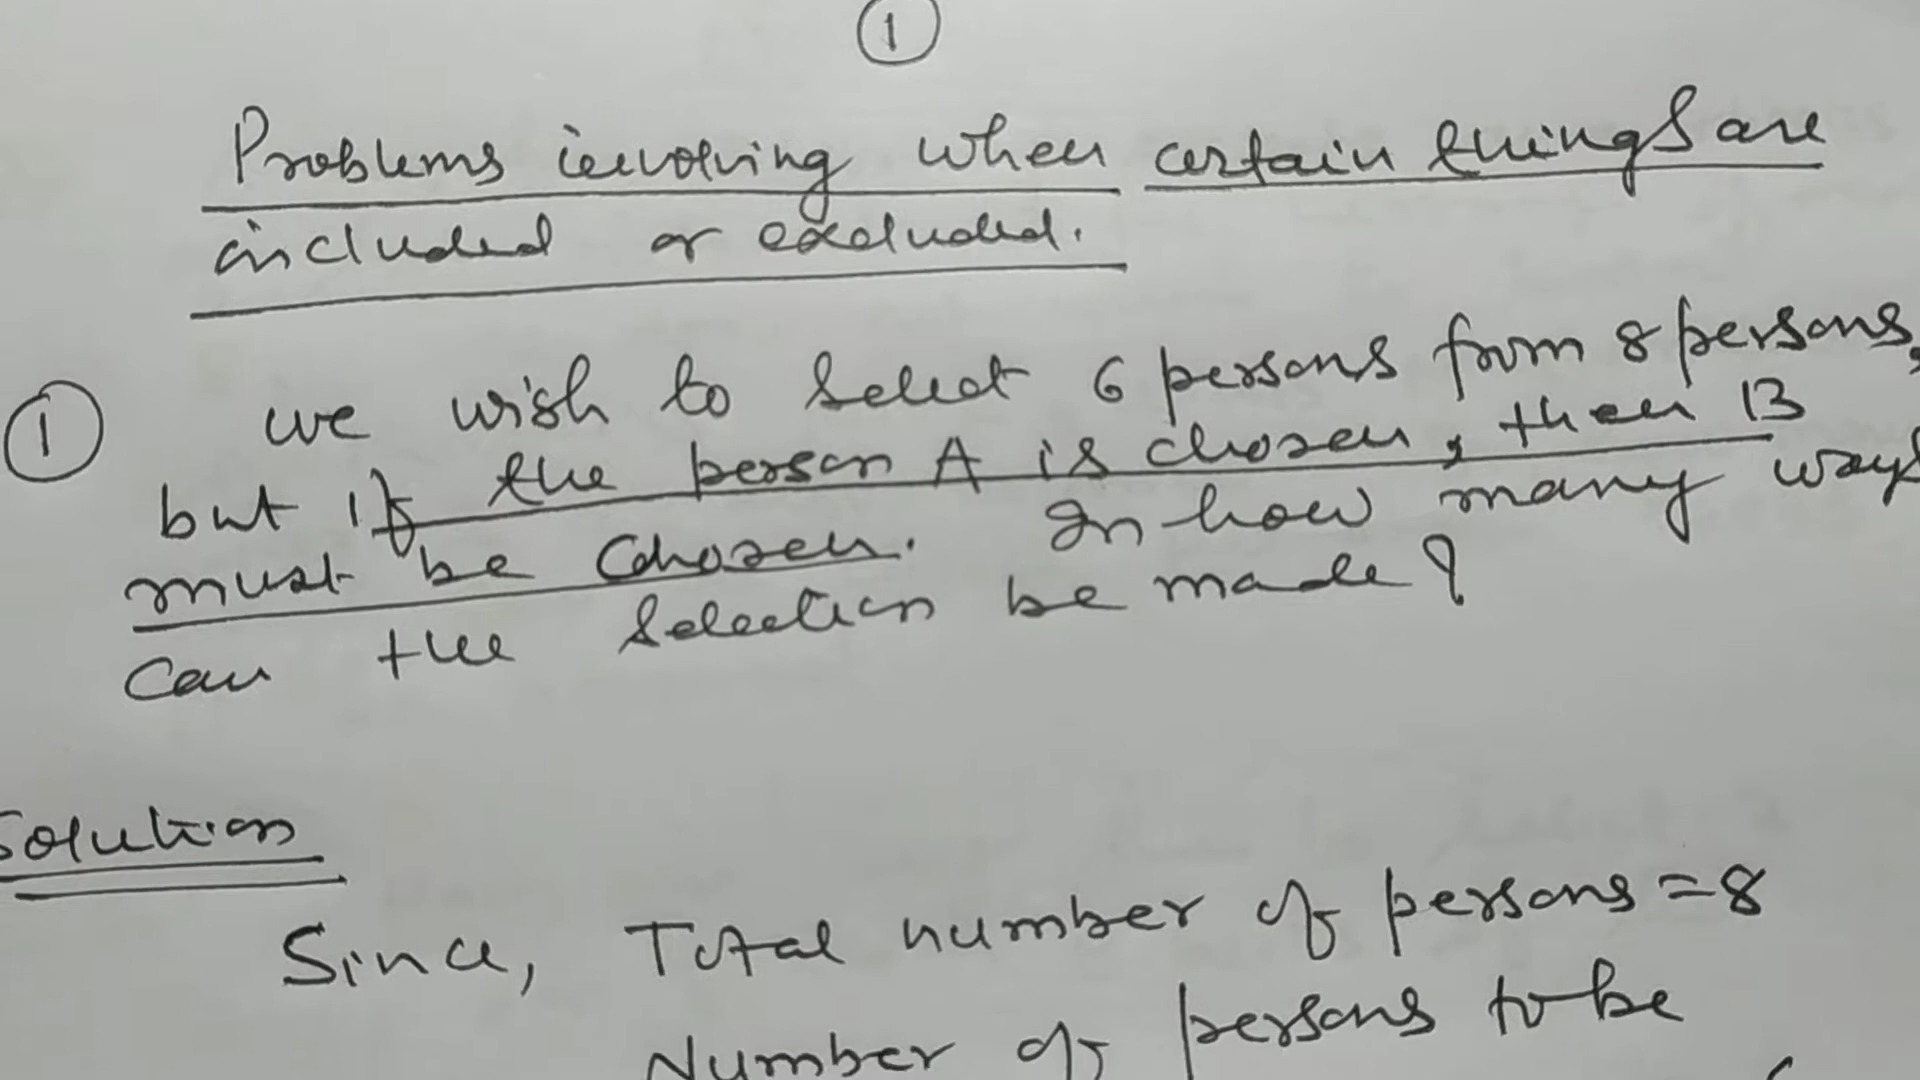 1
Problems involving when certain things are
included or excluded.
1 we wish to select 6 persons from 8 persons,
but if the person A is chosen, then B
must be chosen. In how many ways
can the selection be made?
Solution
Since, Total number of persons = 8
Number of persons to be